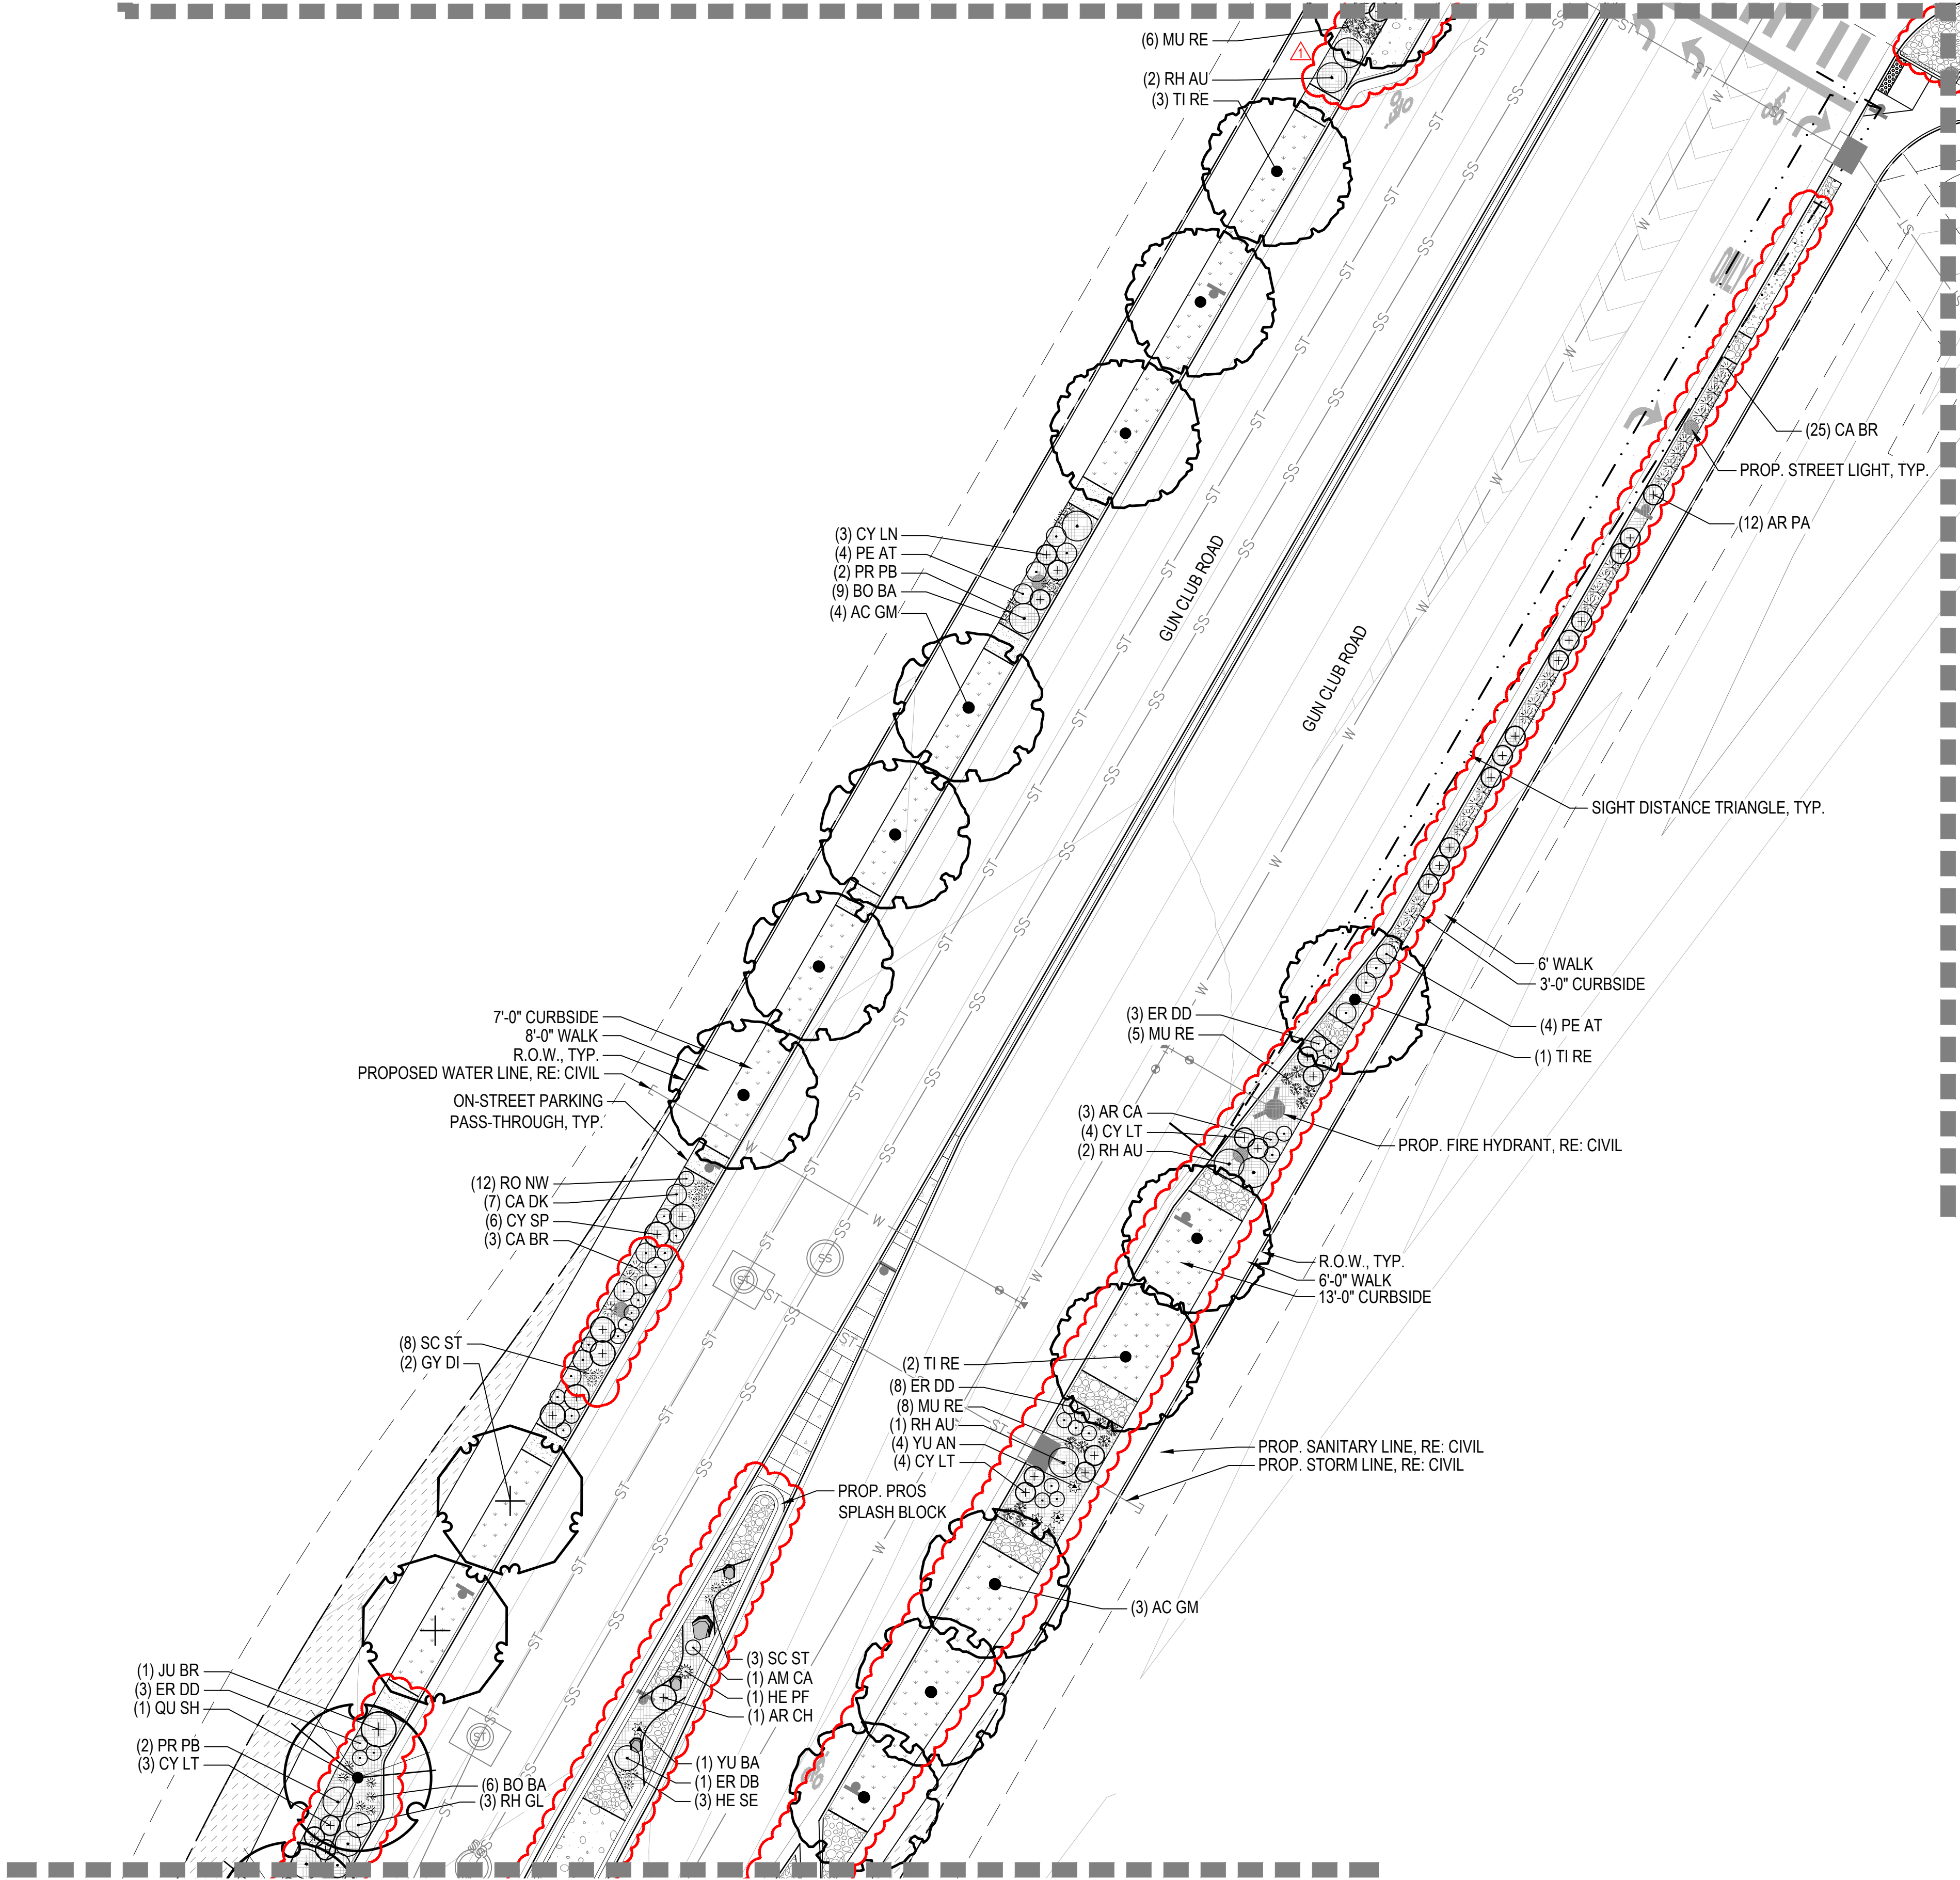 (6) MU RE
1
(2) RH AU
(3) TI RE
ONLY
(25) CA BR
PROP. STREET LIGHT, TYP.
(12) AR PA
(3) CY LN
(4) PE AT
(2) PR PB
(9) BO BA
(4) AC GM
GUN CLUB ROAD
GUN CLUB ROAD
SIGHT DISTANCE TRIANGLE, TYP.
6' WALK
3'-0" CURBSIDE
(4) PE AT
(1) TI RE
7'-0" CURBSIDE
8'-0" WALK
R.O.W., TYP.
PROPOSED WATER LINE, RE: CIVIL
ON-STREET PARKING
PASS-THROUGH, TYP.
(3) ER DD
(5) MU RE
(3) AR CA
(4) CY LT
(2) RH AU
PROP. FIRE HYDRANT, RE: CIVIL
(12) RO NW
(7) CA DK
(6) CY SP
(3) CA BR
R.O.W., TYP.
6'-0" WALK
13'-0" CURBSIDE
(8) SC ST
(2) GY DI
(2) TI RE
(8) ER DD
(8) MU RE
(1) RH AU
(4) YU AN
(4) CY LT
PROP. SANITARY LINE, RE: CIVIL
PROP. STORM LINE, RE: CIVIL
PROP. PROS
SPLASH BLOCK
(3) AC GM
(3) SC ST
(1) AM CA
(1) HE PF
(1) AR CH
(1) JU BR
(3) ER DD
(1) QU SH
(2) PR PB
(3) CY LT
(6) BO BA
(3) RH GL
(1) YU BA
(1) ER DB
(3) HE SE
ST
SS
W